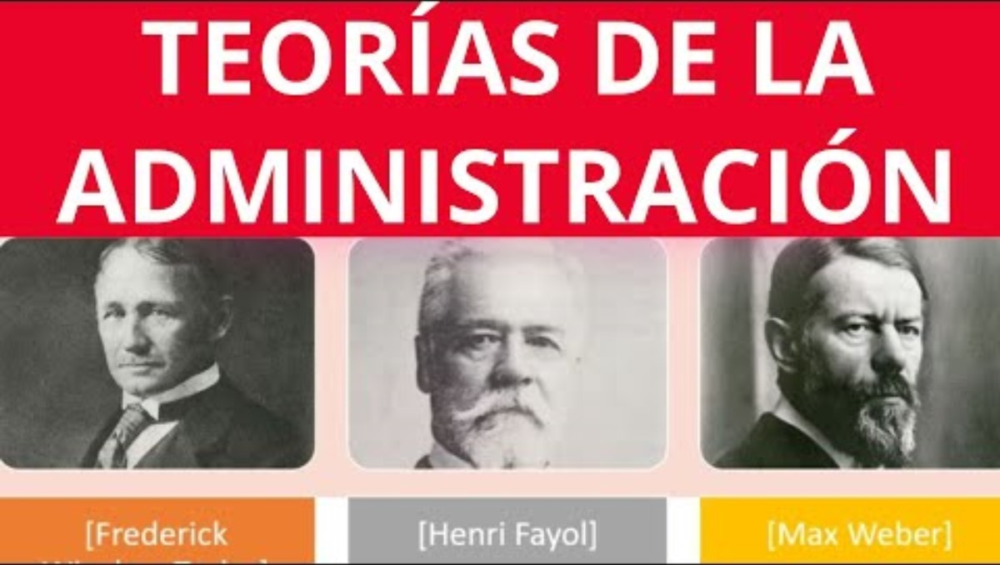 TEORÍAS DE LA
ADMINISTRACIÓN
[Frederick
[Henri Fayol]
[Max Weber]